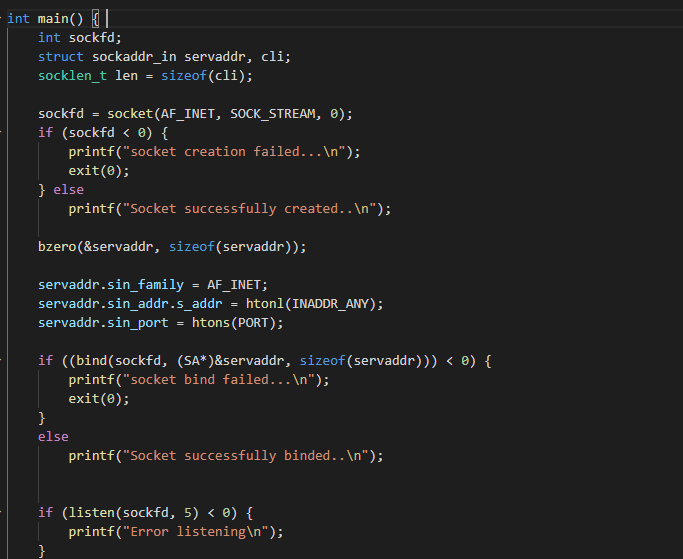 int main() {
    int sockfd;
    struct sockaddr_in servaddr, cli;
    socklen_t len = sizeof(cli);

    sockfd = socket(AF_INET, SOCK_STREAM, 0);
    if (sockfd < 0) {
        printf("socket creation failed...\n");
        exit(0);
    } else
        printf("Socket successfully created..\n");

    bzero(&servaddr, sizeof(servaddr));

    servaddr.sin_family = AF_INET;
    servaddr.sin_addr.s_addr = htonl(INADDR_ANY);
    servaddr.sin_port = htons(PORT);

    if ((bind(sockfd, (SA*)&servaddr, sizeof(servaddr))) < 0) {
        printf("socket bind failed...\n");
        exit(0);
    }
    else
        printf("Socket successfully binded..\n");


    if (listen(sockfd, 5) < 0) {
        printf("Error listening\n");
    }